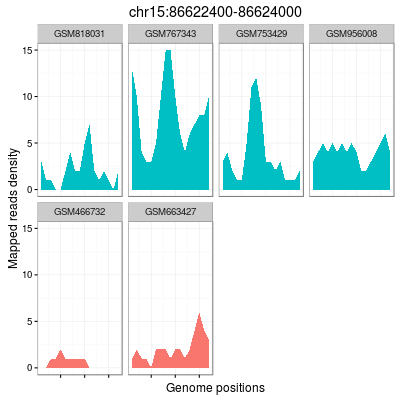 chr15:86622400-86624000
GSM818031 GSM767343 GSM753429 GSM956008
15
10
5
0
Mapped reads density
GSM466732 GSM663427
15
10
5
0
Genome positions